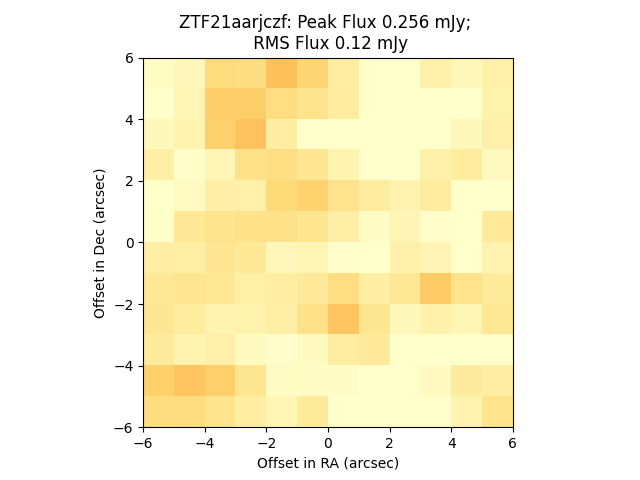 ZTF21aarjczf: Peak Flux 0.256 mJy;
RMS Flux 0.12 mJy
6
4
2
0
−2
−4
−6
Offset in Dec (arcsec)
−6 −4 −2 0 2 4 6
Offset in RA (arcsec)